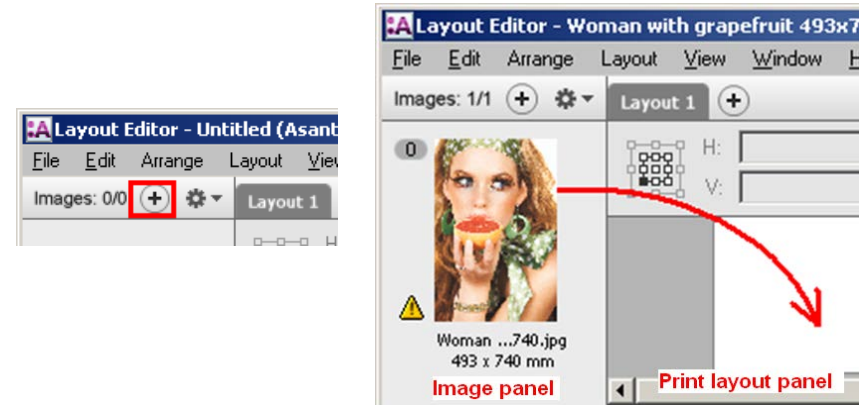 :A Layout Editor - Untitled (Asant
File Edit Arrange Layout View
Images: 0/0 + Layout 1
H
:A Layout Editor - Woman with grapefruit 493x7
File Edit Arrange Layout View Window H
Images: 1/1 + Layout 1 +
0
H:
V:
Woman ...740.jpg
493 x 740 mm
Image panel
Print layout panel